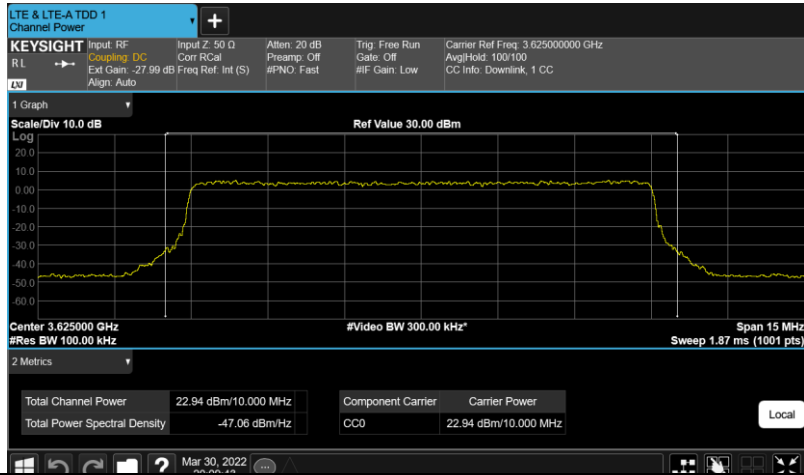 LTE & LTE-A TDD 1
Channel Power
+
KEYSIGHT Input: RF Input Z: 50 Ω Atten: 20 dB Trig: Free Run Carrier Ref Freq: 3.625000000 GHz
R L Coupling: DC Corr RCal Preamp: Off Gate: Off Avg|Hold: 100/100
Ext Gain: -27.99 dB Freq Ref: Int (S) #PNO: Fast #IF Gain: Low CC Info: Downlink, 1 CC
LXI Align: Auto
1 Graph
Scale/Div 10.0 dB Ref Value 30.00 dBm
Log
20.0
10.0
0.00
-10.0
-20.0
-30.0
-40.0
-50.0
-60.0
Center 3.625000 GHz #Video BW 300.00 kHz* Span 15 MHz
#Res BW 100.00 kHz Sweep 1.87 ms (1001 pts)
2 Metrics
Total Channel Power 22.94 dBm/10.000 MHz Component Carrier Carrier Power
Total Power Spectral Density -47.06 dBm/Hz CC0 22.94 dBm/10.000 MHz
Local
? Mar 30, 2022